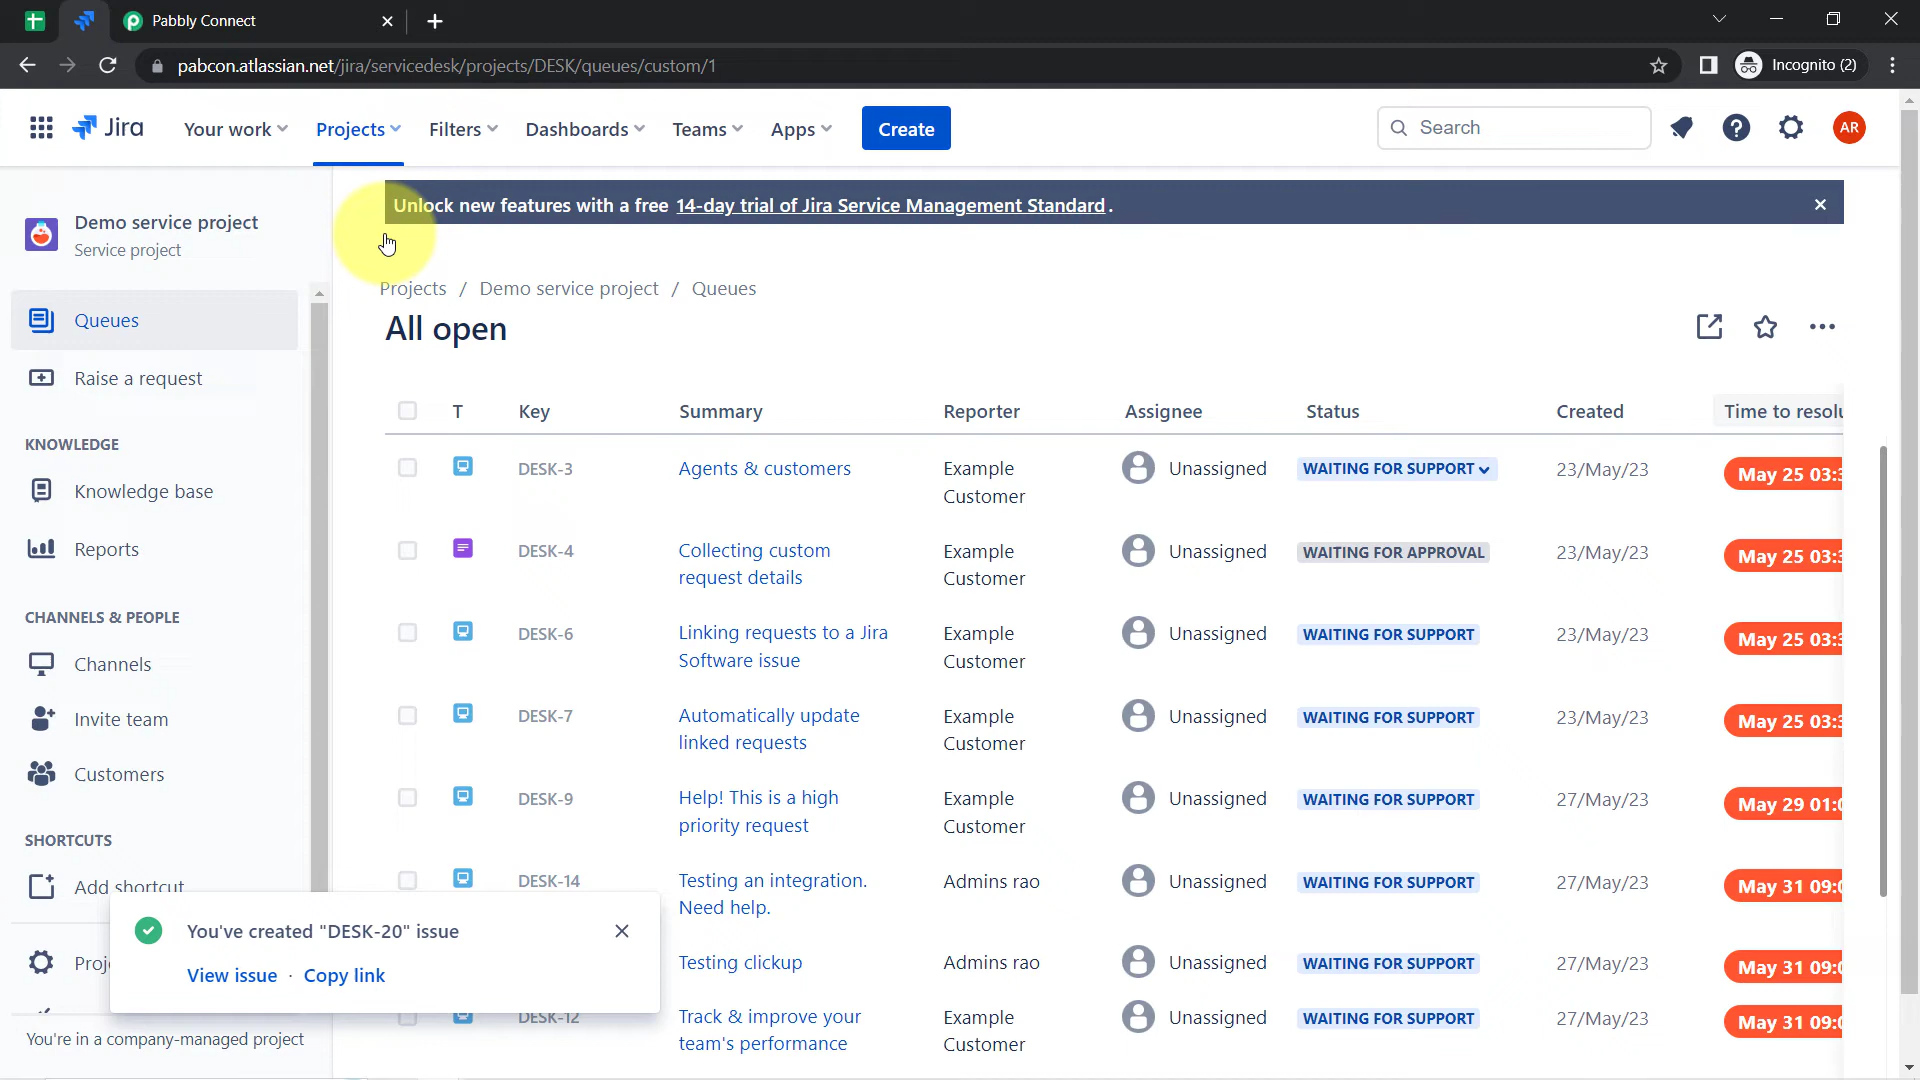 Pabbly Connect
pabcon.atlassian.net/jira/servicedesk/projects/DESK/queues/custom/1
Incognito (2)
Jira
Your work
Projects
Filters
Dashboards
Teams
Apps
Create
Search
AR
Unlock new features with a free 14-day trial of Jira Service Management Standard.
Demo service project
Service project
Queues
Raise a request
KNOWLEDGE
Knowledge base
Reports
CHANNELS & PEOPLE
Channels
Invite team
Customers
SHORTCUTS
Add shortcut
Proj
You're in a company-managed project
Projects / Demo service project / Queues
All open
T Key Summary Reporter Assignee Status Created Time to resolu
DESK-3 Agents & customers Example Customer Unassigned WAITING FOR SUPPORT 23/May/23 May 25 03:3
DESK-4 Collecting custom request details Example Customer Unassigned WAITING FOR APPROVAL 23/May/23 May 25 03:3
DESK-6 Linking requests to a Jira Software issue Example Customer Unassigned WAITING FOR SUPPORT 23/May/23 May 25 03:3
DESK-7 Automatically update linked requests Example Customer Unassigned WAITING FOR SUPPORT 23/May/23 May 25 03:3
DESK-9 Help! This is a high priority request Example Customer Unassigned WAITING FOR SUPPORT 27/May/23 May 29 01:0
DESK-14 Testing an integration. Need help. Admins rao Unassigned WAITING FOR SUPPORT 27/May/23 May 31 09:0
Testing clickup Admins rao Unassigned WAITING FOR SUPPORT 27/May/23 May 31 09:0
DESK-12 Track & improve your team's performance Example Customer Unassigned WAITING FOR SUPPORT 27/May/23 May 31 09:0
You've created "DESK-20" issue
View issue · Copy link